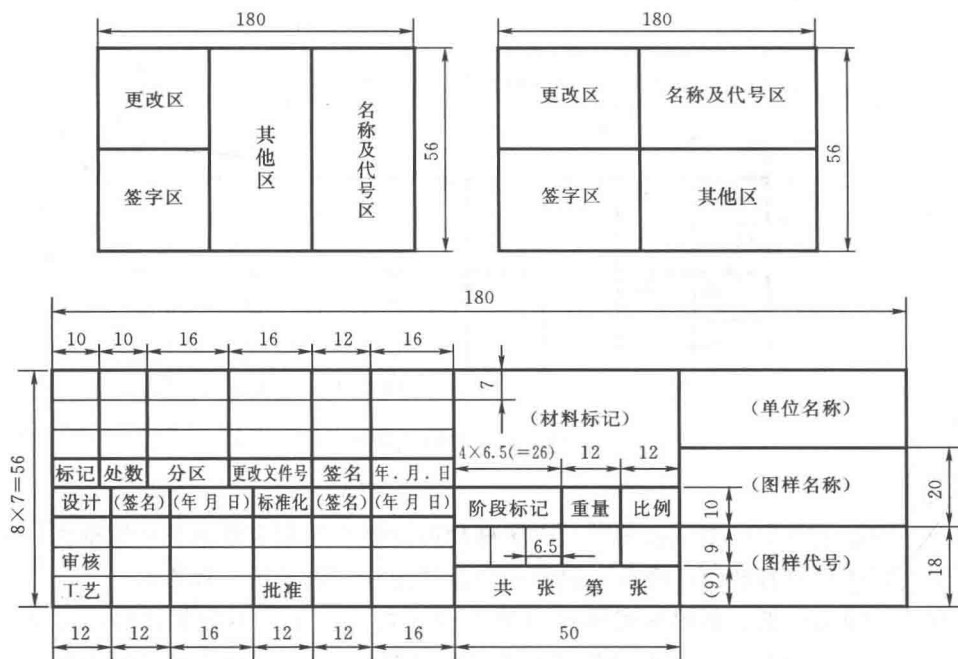 180
180
更改区
其他区
名称及代号区
56
签字区
更改区
名称及代号区
56
签字区
其他区
180
10 10 16 16 12 16
7
(材料标记)
(单位名称)
4×6.5(=26) 12 12
标记 处数 分区 更改文件号 签名 年.月.日
(图样名称)
20
8×7=56
设计 (签名) (年 月 日) 标准化 (签名) (年 月 日)
阶段标记 重量 比例
10
6.5
9
审核
(图样代号)
18
工艺 批准
共 张 第 张
(9)
12 12 16 12 12 16 50